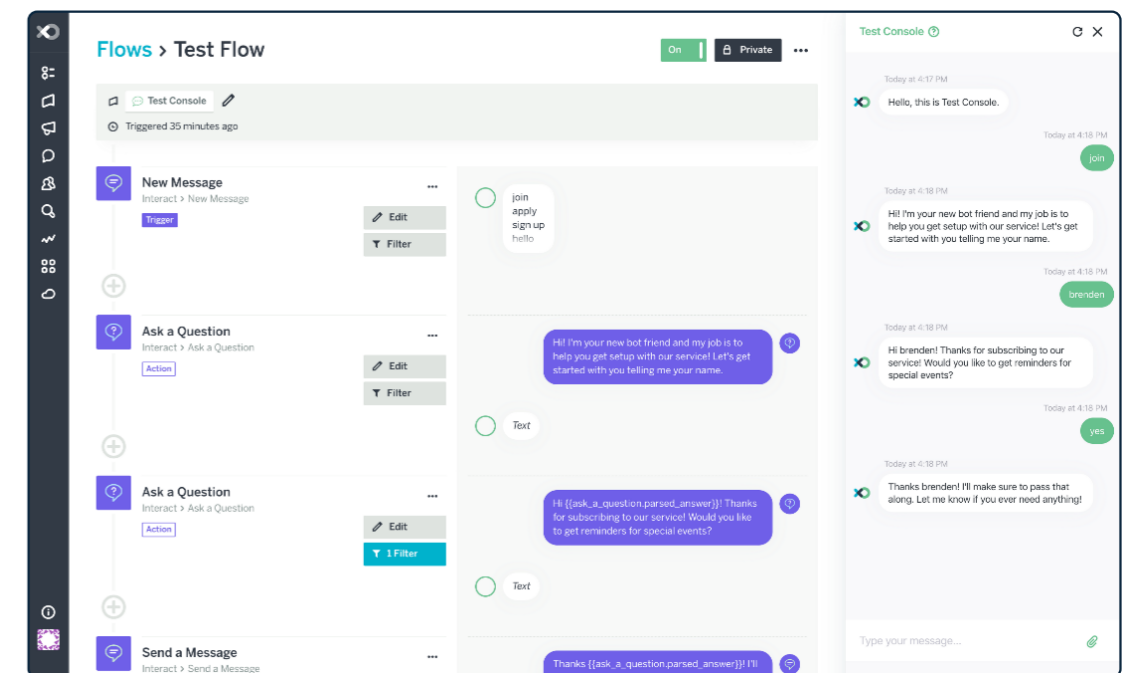 Flows > Test Flow
On
Private
Test Console
Triggered 35 minutes ago
New Message
Interact > New Message
Trigger
Edit
Filter
join
apply
sign up
hello
Ask a Question
Interact > Ask a Question
Action
Edit
Filter
Hi! I'm your new bot friend and my job is to
help you get setup with our service! Let's get
started with you telling me your name.
Text
Ask a Question
Interact > Ask a Question
Action
Edit
1 Filter
Hi {{ask_a_question.parsed_answer}}! Thanks
for subscribing to our service! Would you like
to get reminders for special events?
Text
Send a Message
Interact > Send a Message
Thanks {{ask_a_question.parsed_answer}}! I'll
Test Console
Today at 4:17 PM
Hello, this is Test Console.
Today at 4:18 PM
join
Today at 4:18 PM
Hi! I'm your new bot friend and my job is to
help you get setup with our service! Let's get
started with you telling me your name.
Today at 4:18 PM
brenden
Today at 4:18 PM
Hi brenden! Thanks for subscribing to our
service! Would you like to get reminders for
special events?
Today at 4:18 PM
yes
Today at 4:18 PM
Thanks brenden! I'll make sure to pass that
along. Let me know if you ever need anything!
Type your message...